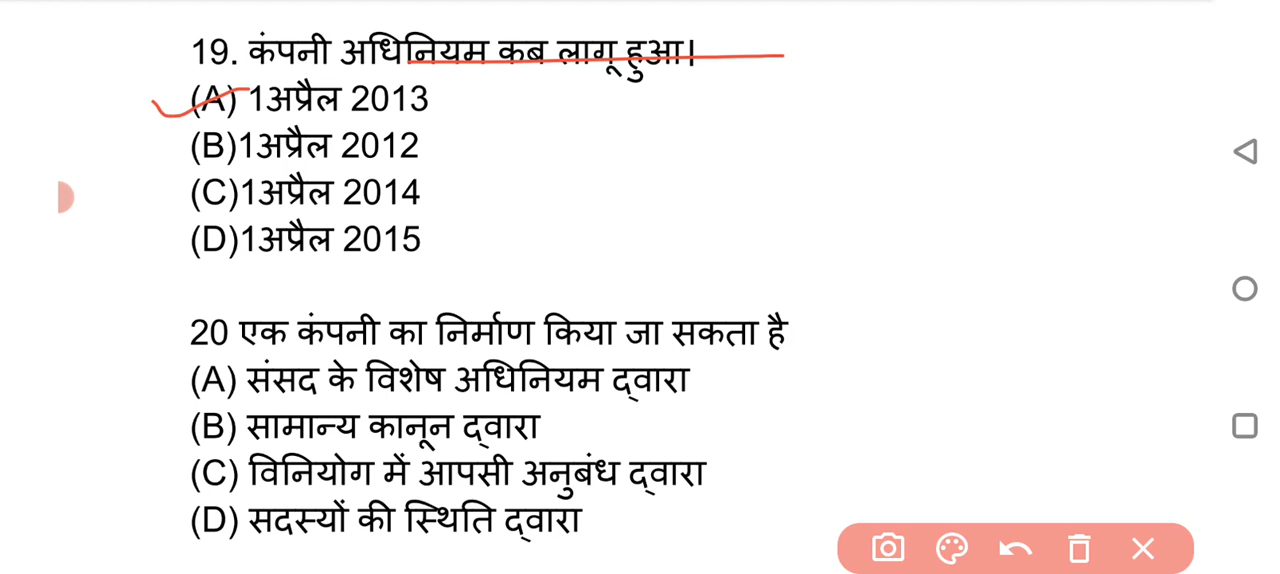 19. कंपनी अधिनियम कब लागू हुआ।
(A) 1अप्रैल 2013
(B)1अप्रैल 2012
(C)1अप्रैल 2014
(D)1अप्रैल 2015
20 एक कंपनी का निर्माण किया जा सकता है
(A) संसद के विशेष अधिनियम द्वारा
(B) सामान्य कानून द्वारा
(C) विनियोग में आपसी अनुबंध द्वारा
(D) सदस्यों की स्थिति द्वारा